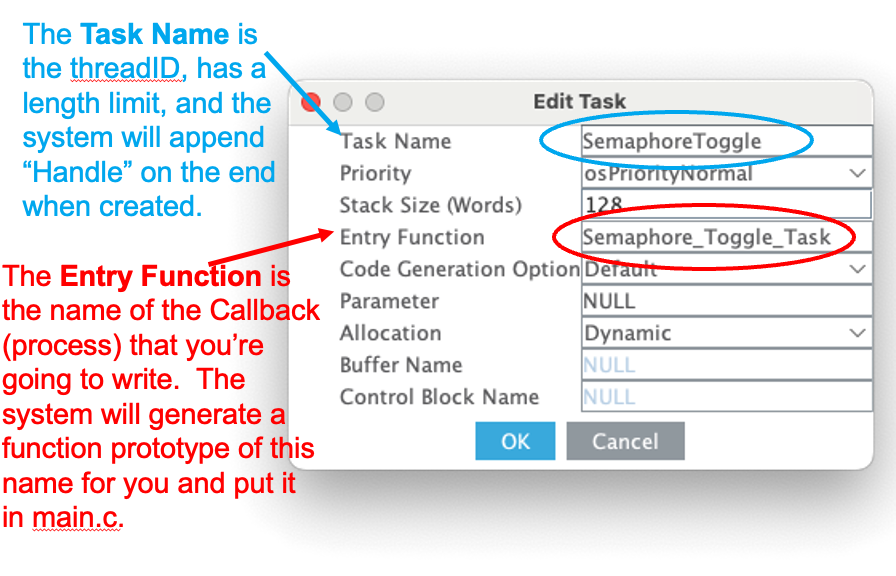 The Task Name is
the threadID, has a
length limit, and the
system will append
“Handle” on the end
when created.
The Entry Function is
the name of the Callback
(process) that you’re
going to write.  The
system will generate a
function prototype of this
name for you and put it
in main.c.
Edit Task
Task Name SemaphoreToggle
Priority osPriorityNormal
Stack Size (Words) 128
Entry Function Semaphore_Toggle_Task
Code Generation Option Default
Parameter NULL
Allocation Dynamic
Buffer Name NULL
Control Block Name NULL
OK Cancel